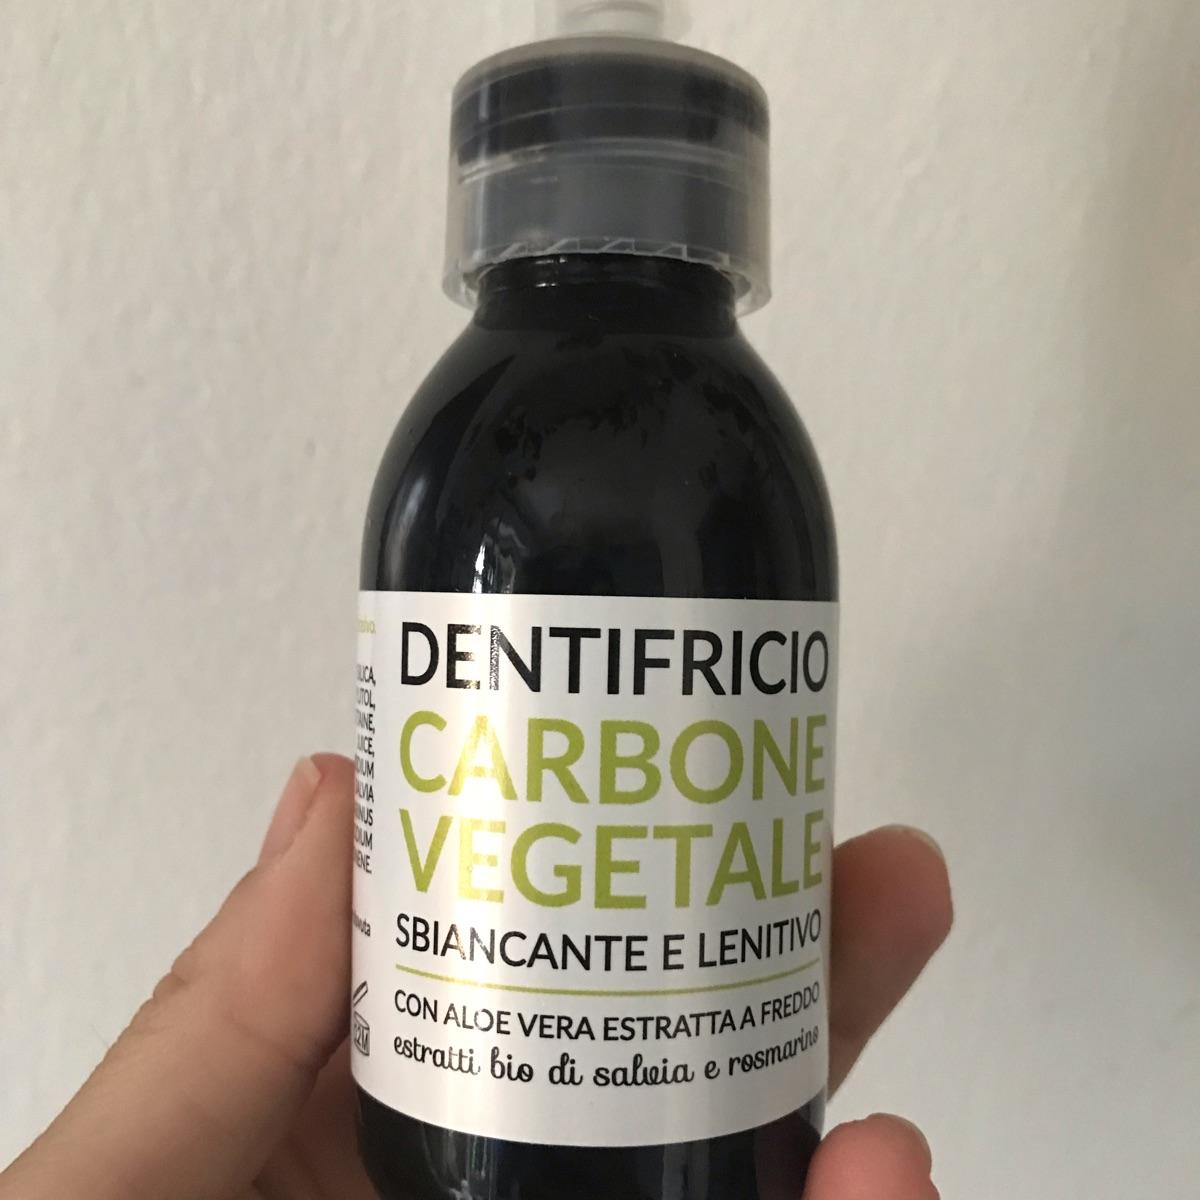 DENTIFRICIO
CARBONE
VEGETALE
SBIANCANTE E LENITIVO
CON ALOE VERA ESTRATTA A FREDDO
estratti bio di salvia e rosmarino